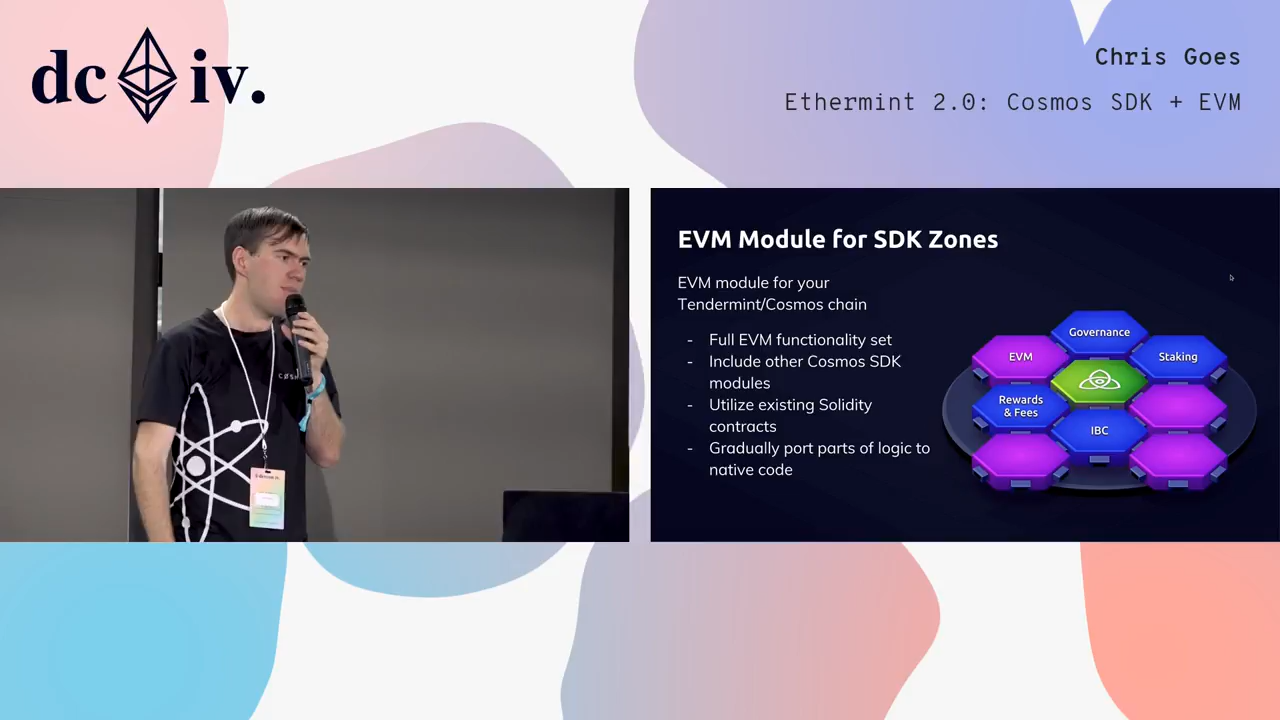 dc iv.
Chris Goes
Ethermint 2.0: Cosmos SDK + EVM
EVM Module for SDK Zones
EVM module for your
Tendermint/Cosmos chain
- Full EVM functionality set
- Include other Cosmos SDK
modules
- Utilize existing Solidity
contracts
- Gradually port parts of logic to
native code
Governance
EVM
Staking
Rewards
& Fees
IBC